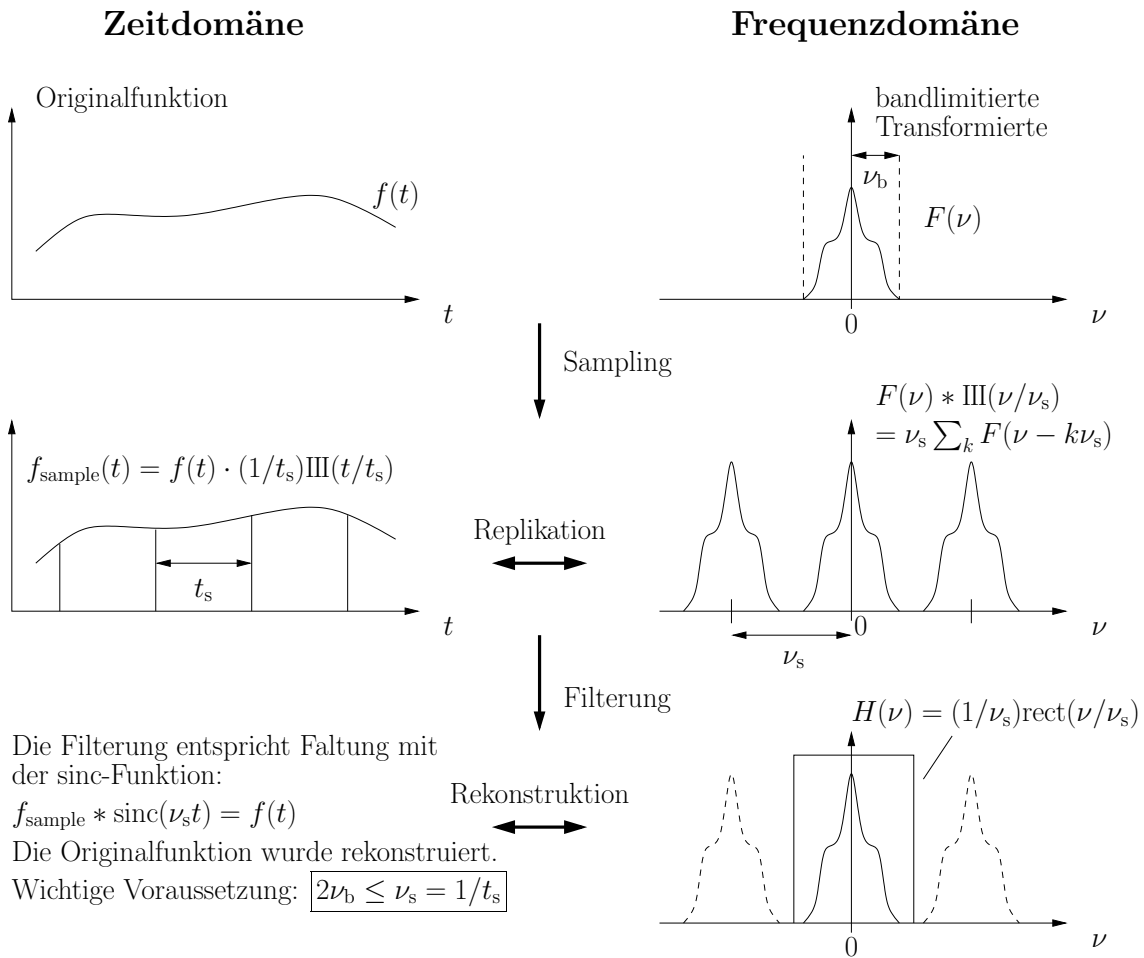 Zeitdomäne
Frequenzdomäne
Originalfunktion
f(t)
t
bandlimitierte
Transformierte
ν_b
F(ν)
0
ν
Sampling
f_sample(t) = f(t) · (1/t_s)III(t/t_s)
t_s
t
Replikation
F(ν) ∗ III(ν/ν_s)
= ν_s ∑_k F(ν − kν_s)
0
ν
ν_s
Filterung
Die Filterung entspricht Faltung mit
der sinc-Funktion:
f_sample ∗ sinc(ν_s t) = f(t)
Die Originalfunktion wurde rekonstruiert.
Wichtige Voraussetzung: 2ν_b ≤ ν_s = 1/t_s
Rekonstruktion
H(ν) = (1/ν_s)rect(ν/ν_s)
0
ν